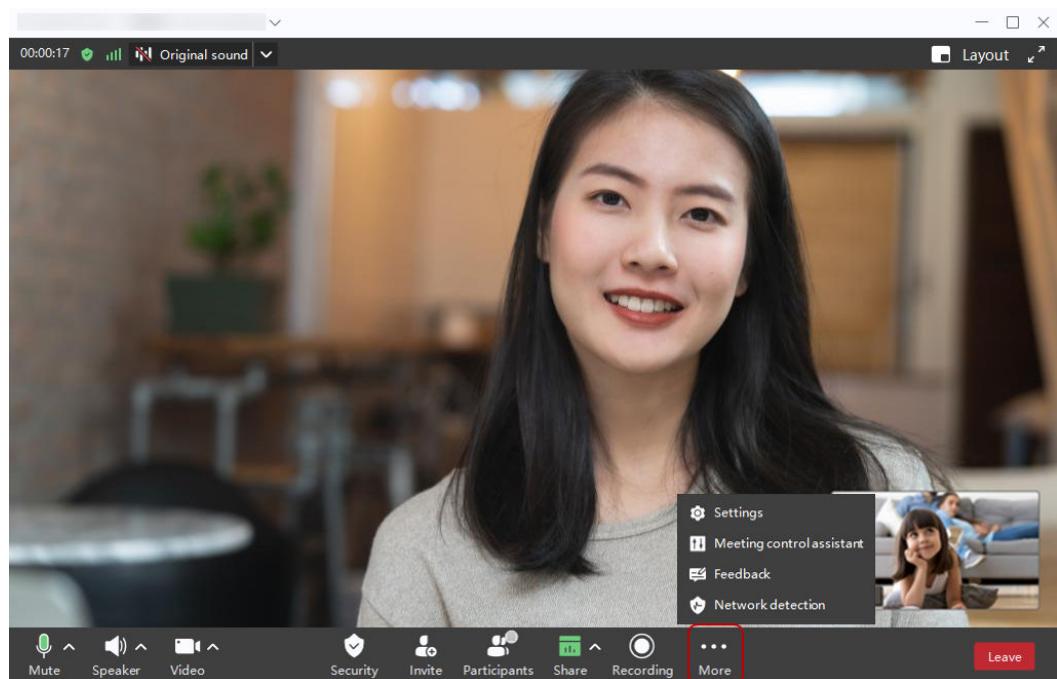 00:00:17 Original sound Layout
Settings
Meeting control assistant
Feedback
Network detection
Mute Speaker Video Security Invite Participants Share Recording More Leave